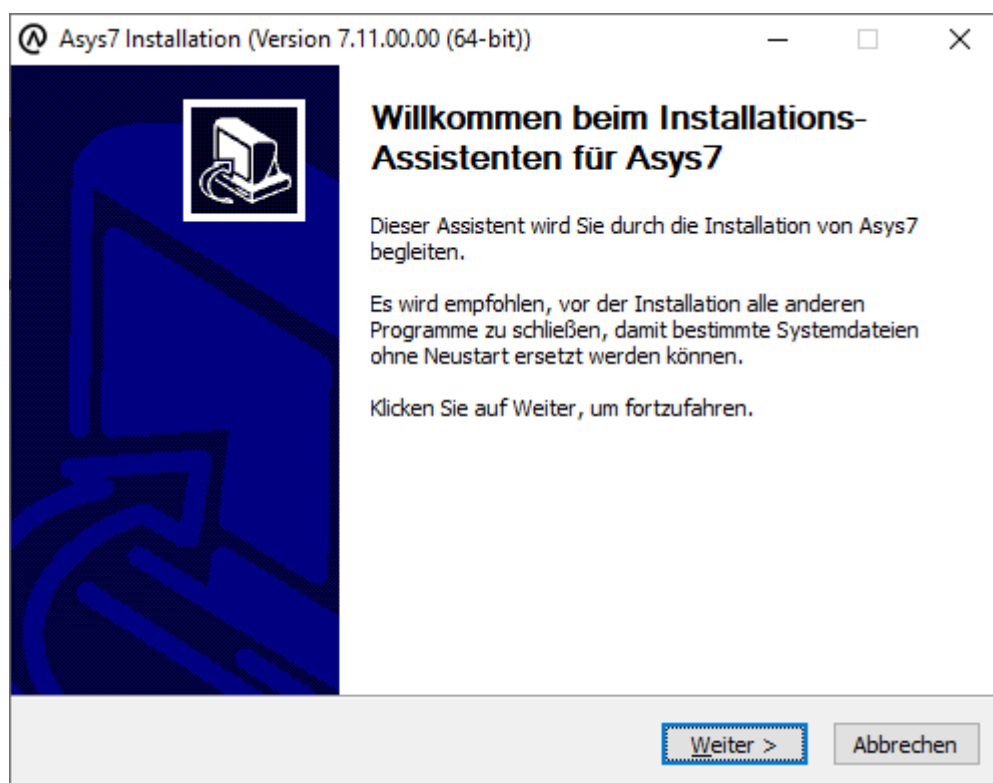 Asys7 Installation (Version 7.11.00.00 (64-bit))
Willkommen beim Installations-
Assistenten für Asys7
Dieser Assistent wird Sie durch die Installation von Asys7
begleiten.
Es wird empfohlen, vor der Installation alle anderen
Programme zu schließen, damit bestimmte Systemdateien
ohne Neustart ersetzt werden können.
Klicken Sie auf Weiter, um fortzufahren.
Weiter >
Abbrechen